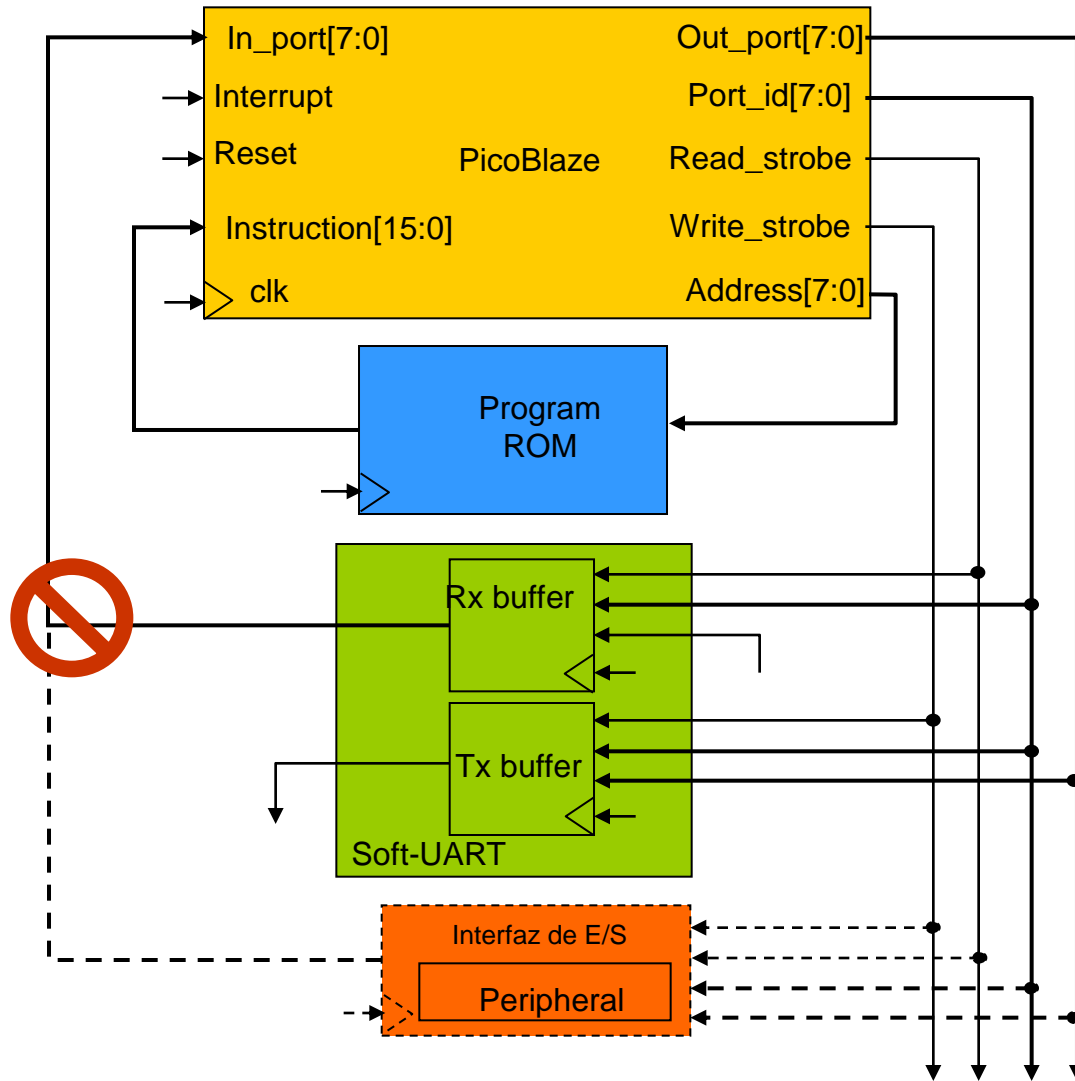 In_port[7:0]
Out_port[7:0]
Interrupt
Port_id[7:0]
Reset
PicoBlaze
Read_strobe
Instruction[15:0]
Write_strobe
clk
Address[7:0]
Program
ROM
Rx buffer
Tx buffer
Soft-UART
Interfaz de E/S
Peripheral